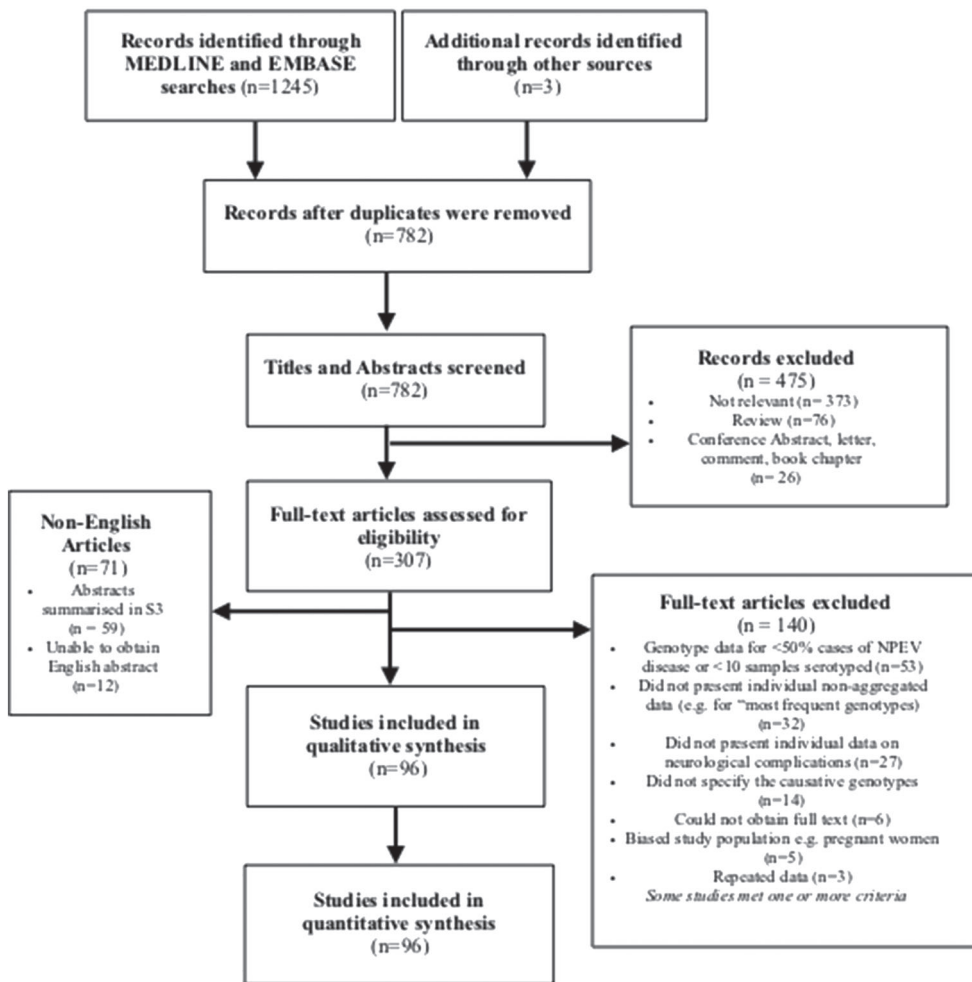 Records identified through
MEDLINE and EMBASE
searches (n=1245)
Additional records identified
through other sources
(n=3)
Records after duplicates were removed
(n=782)
Titles and Abstracts screened
(n=782)
Records excluded
(n = 475)
• Not relevant (n= 373)
• Review (n=76)
• Conference Abstract, letter,
comment, book chapter
(n= 26)
Full-text articles assessed for
eligibility
(n=307)
Non-English
Articles
(n=71)
• Abstracts
summarised in S3
(n = 59)
• Unable to obtain
English abstract
(n=12)
Full-text articles excluded
(n = 140)
• Genotype data for <50% cases of NPEV
disease or <10 samples serotyped (n=53)
• Did not present individual non-aggregated
data (e.g. for "most frequent genotypes)
(n=32)
• Did not present individual data on
neurological complications (n=27)
• Did not specify the causative genotypes
(n=14)
• Could not obtain full text (n=6)
• Biased study population e.g. pregnant women
(n=5)
• Repeated data (n=3)
Some studies met one or more criteria
Studies included in
qualitative synthesis
(n=96)
Studies included in
quantitative synthesis
(n=96)